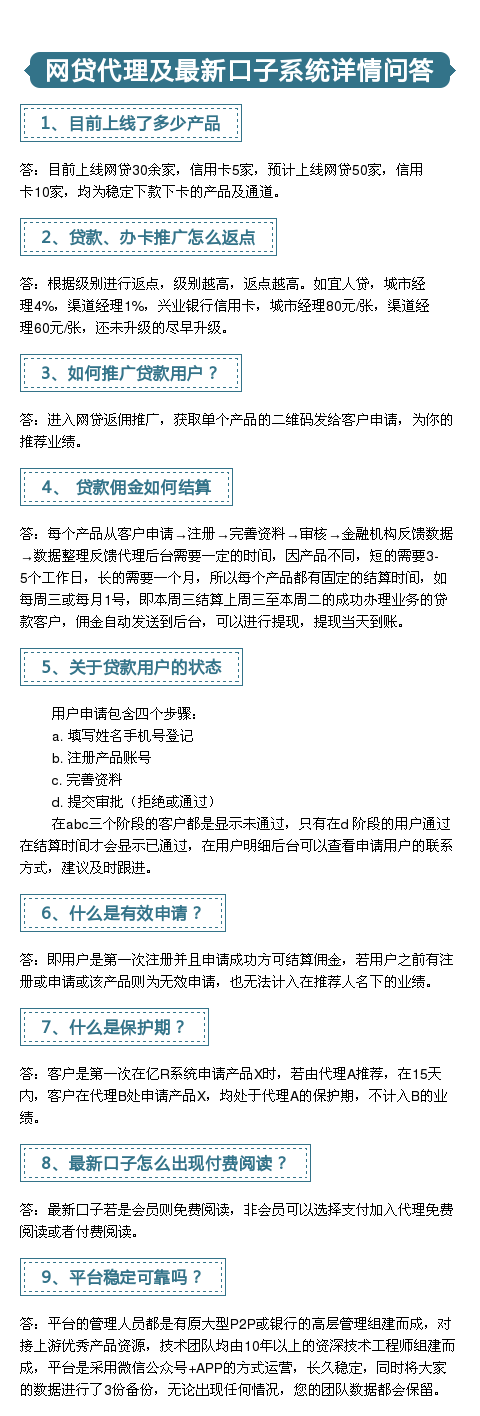 网贷代理及最新口子系统详情问答
1、目前上线了多少产品
答：目前上线网贷30余家，信用卡5家，预计上线网贷50家，信用
卡10家，均为稳定下款下卡的产品及通道。
2、贷款、办卡推广怎么返点
答：根据级别进行返点，级别越高，返点越高。如宜人贷，城市经
理4%，渠道经理1%，兴业银行信用卡，城市经理80元/张，渠道经
理60元/张，还未升级的尽早升级。
3、如何推广贷款用户？
答：进入网贷返佣推广，获取单个产品的二维码发给客户申请，为你的
推荐业绩。
4、 贷款佣金如何结算
答：每个产品从客户申请→注册→完善资料→审核→金融机构反馈数据
→数据整理反馈代理后台需要一定的时间，因产品不同，短的需要3-
5个工作日，长的需要一个月，所以每个产品都有固定的结算时间，如
每周三或每月1号，即本周三结算上周三至本周二的成功办理业务的贷
款客户，佣金自动发送到后台，可以进行提现，提现当天到账。
5、关于贷款用户的状态
用户申请包含四个步骤：
a. 填写姓名手机号登记
b. 注册产品账号
c. 完善资料
d. 提交审批（拒绝或通过）
在abc三个阶段的客户都是显示未通过，只有在d 阶段的用户通过
在结算时间才会显示已通过，在用户明细后台可以查看申请用户的联系
方式，建议及时跟进。
6、什么是有效申请？
答：即用户是第一次注册并且申请成功方可结算佣金，若用户之前有注
册或申请或该产品则为无效申请，也无法计入在推荐人名下的业绩。
7、什么是保护期？
答：客户是第一次在亿R系统申请产品X时，若由代理A推荐，在15天
内，客户在代理B处申请产品X，均处于代理A的保护期，不计入B的业
绩。
8、最新口子怎么出现付费阅读？
答：最新口子若是会员则免费阅读，非会员可以选择支付加入代理免费
阅读或者付费阅读。
9、平台稳定可靠吗？
答：平台的管理人员都是有原大型P2P或银行的高层管理组建而成，对
接上游优秀产品资源，技术团队均由10年以上的资深技术工程师组建而
成，平台是采用微信公众号+APP的方式运营，长久稳定，同时将大家
的数据进行了3份备份，无论出现任何情况，您的团队数据都会保留。